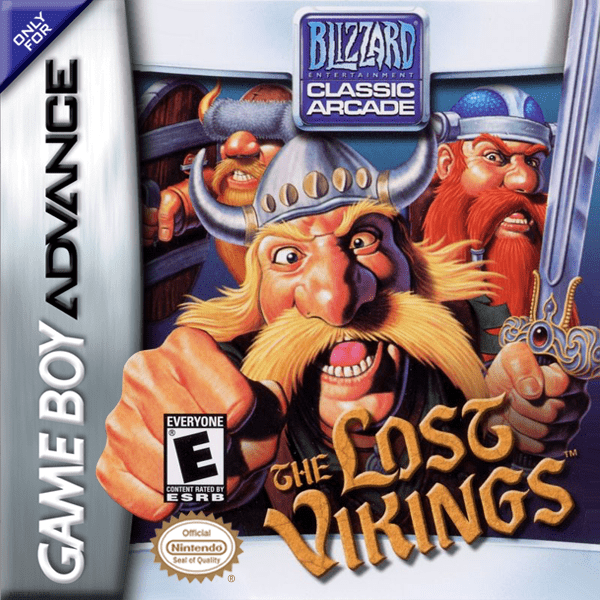 ONLY
FOR
GAME BOY ADVANCE
BLIZZARD
ENTERTAINMENT
CLASSIC
ARCADE
THE LOST
VIKINGS™
EVERYONE
E
®
CONTENT RATED BY
ESRB
Official
Nintendo
Seal of Quality
®